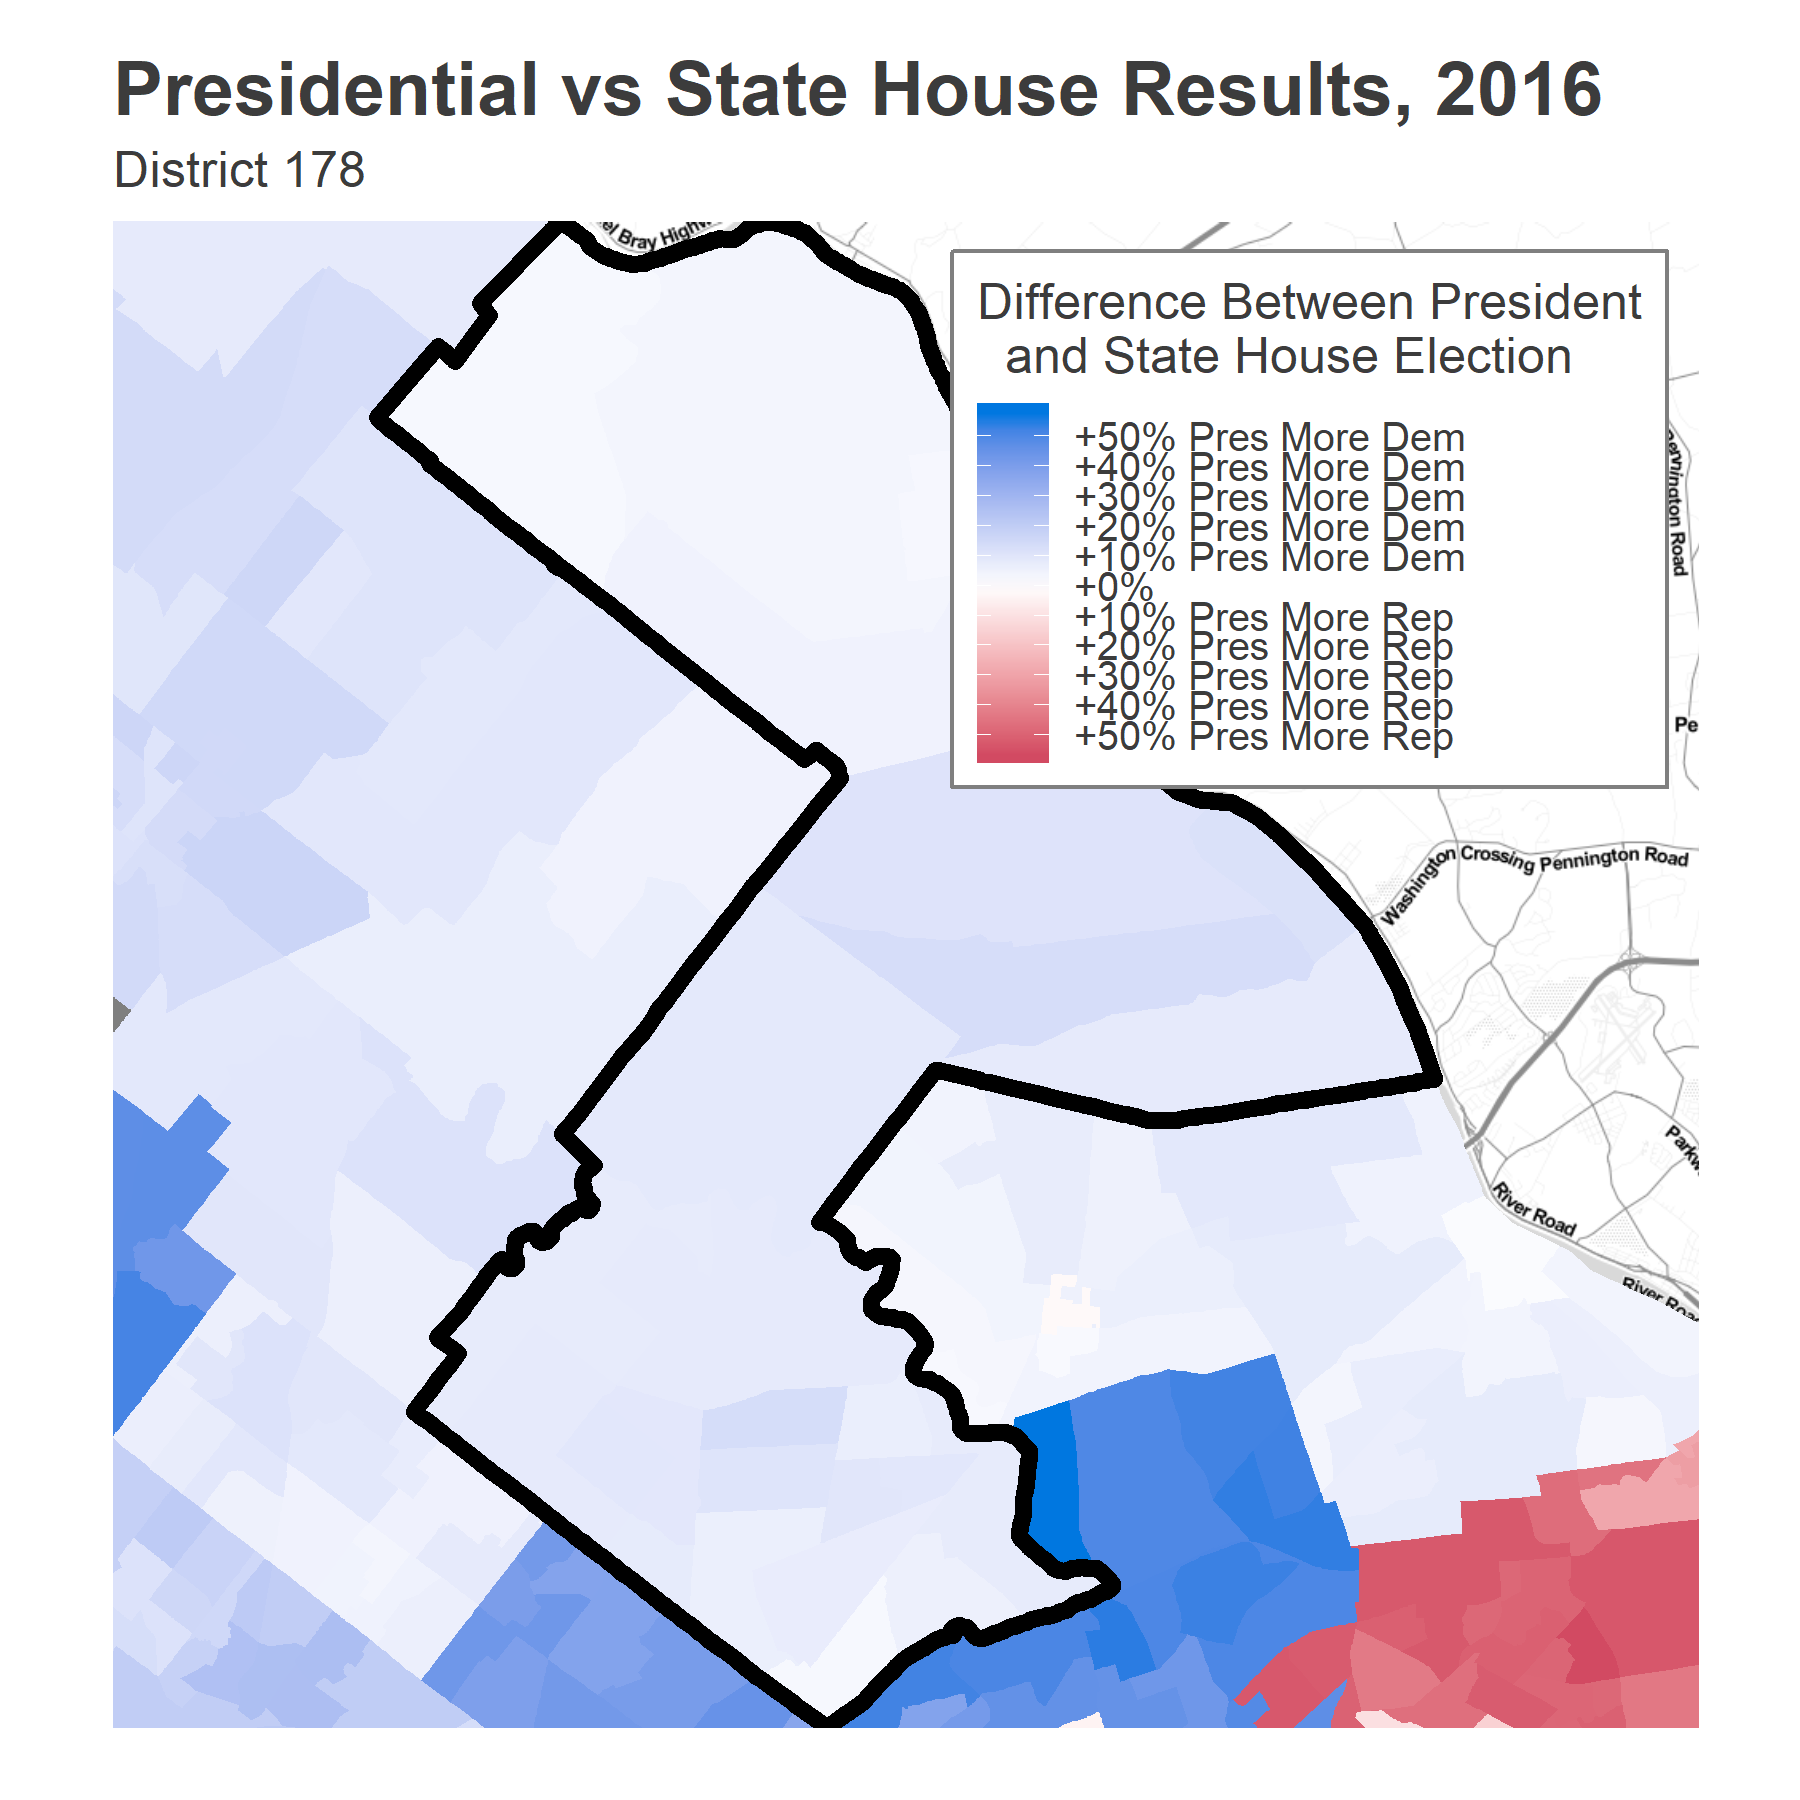 Presidential vs State House Results, 2016
District 178
Bray Highw
Difference Between President
and State House Election
+50% Pres More Dem
+40% Pres More Dem
+30% Pres More Dem
+20% Pres More Dem
+10% Pres More Dem
+0%
+10% Pres More Rep
+20% Pres More Rep
+30% Pres More Rep
+40% Pres More Rep
+50% Pres More Rep
nnington Road
Pe
Washington Crossing Pennington Road
Parkw
River Road
River Roa